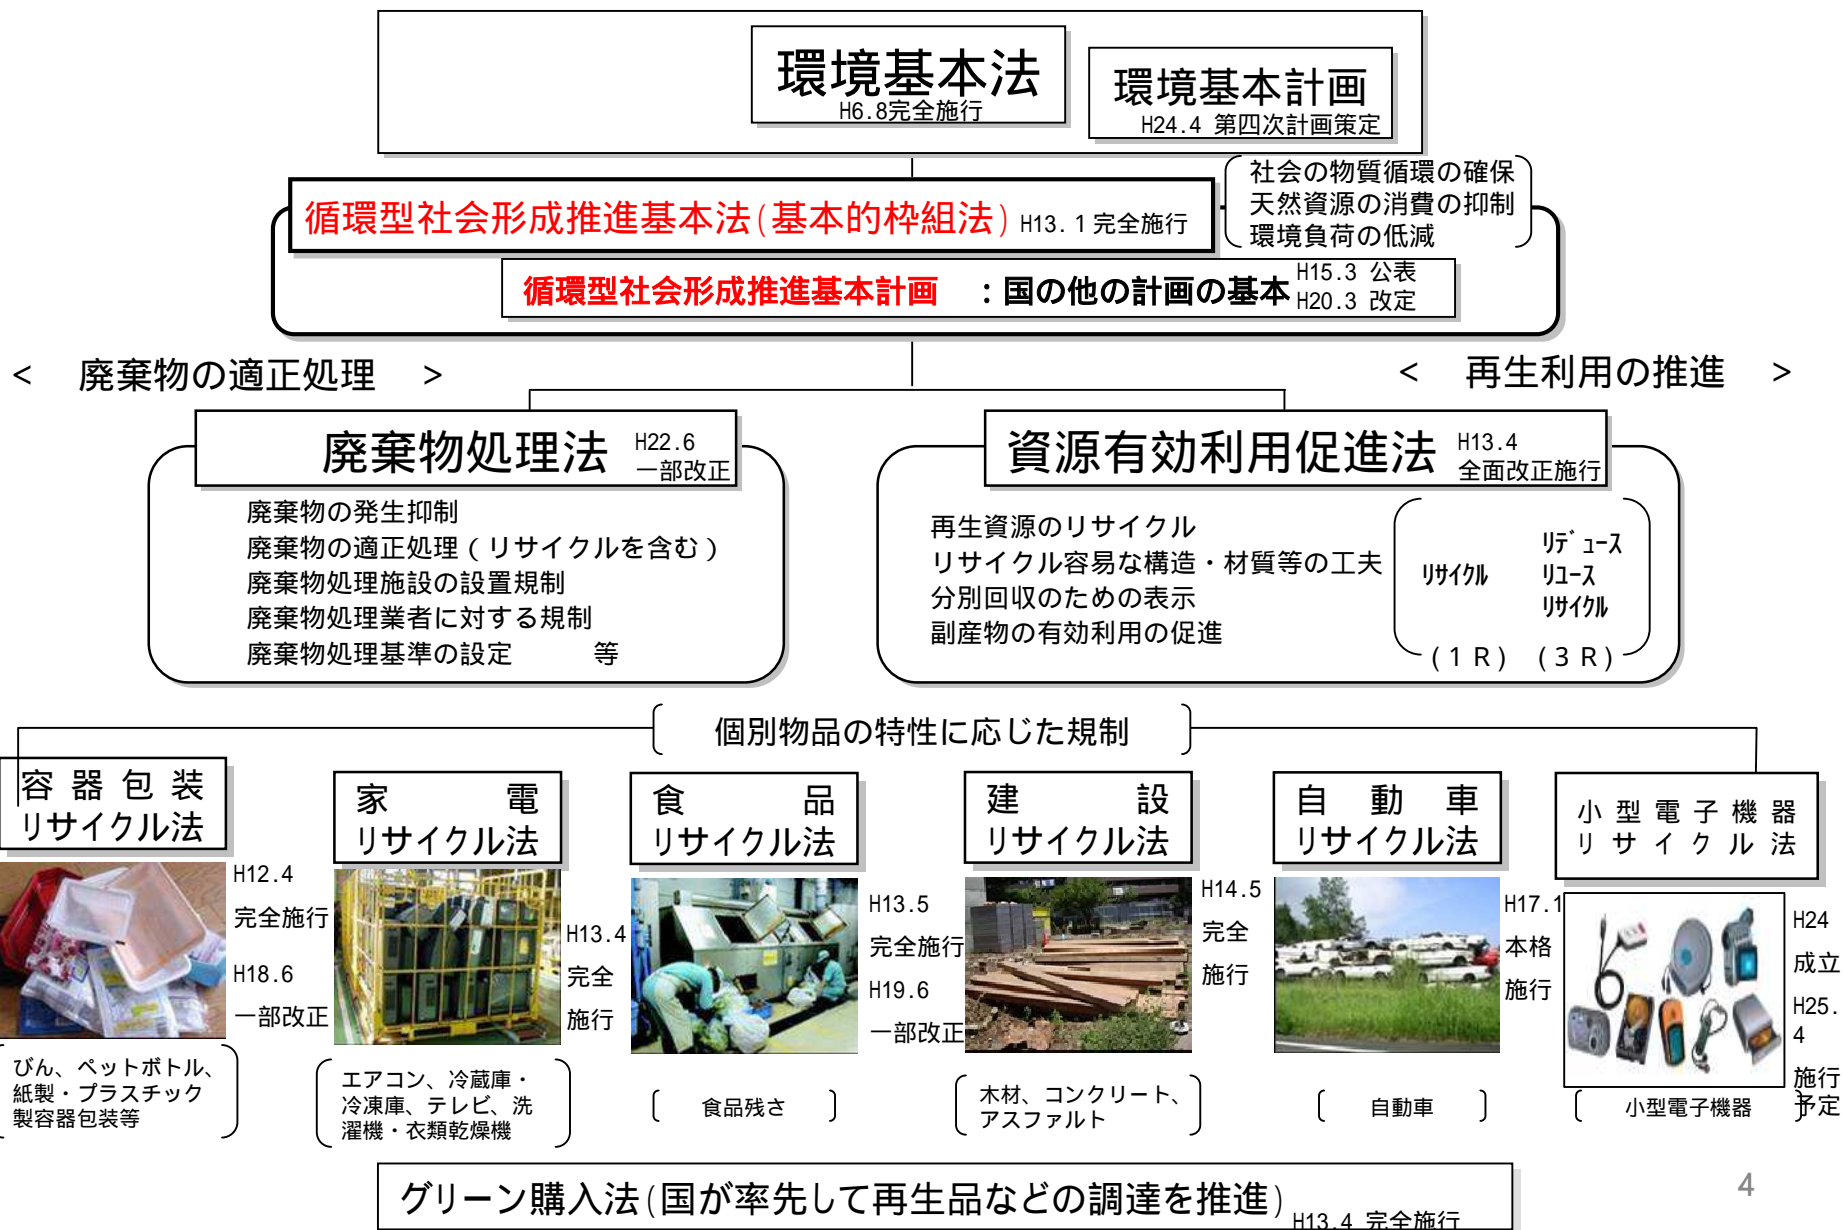 環境基本法
H6.8完全施行
環境基本計画
H24.4 第四次計画策定
循環型社会形成推進基本法(基本的枠組法) H13.1完全施行
社会の物質循環の確保
天然資源の消費の抑制
環境負荷の低減
循環型社会形成推進基本計画 :国の他の計画の基本
H15.3 公表
H20.3 改定
< 廃棄物の適正処理 >
< 再生利用の推進 >
廃棄物処理法
H22.6
一部改正
廃棄物の発生抑制
廃棄物の適正処理(リサイクルを含む)
廃棄物処理施設の設置規制
廃棄物処理業者に対する規制
廃棄物処理基準の設定 等
資源有効利用促進法
H13.4
全面改正施行
再生資源のリサイクル
リサイクル容易な構造・材質等の工夫
分別回収のための表示
副産物の有効利用の促進
リサイクル
(1R)
リデュース
リユース
リサイクル
(3R)
個別物品の特性に応じた規制
容器包装
リサイクル法
H12.4
完全施行
H18.6
一部改正
びん、ペットボトル、
紙製・プラスチック
製容器包装等
家電
リサイクル法
H13.4
完全
施行
エアコン、冷蔵庫・
冷凍庫、テレビ、洗
濯機・衣類乾燥機
食品
リサイクル法
H13.5
完全施行
H19.6
一部改正
食品残さ
建設
リサイクル法
H14.5
完全
施行
木材、コンクリート、
アスファルト
自動車
リサイクル法
H17.1
本格
施行
自動車
小型電子機器
リサイクル法
H24
成立
H25.
4
施行
予定
小型電子機器
グリーン購入法(国が率先して再生品などの調達を推進)
H13.4 完全施行
4